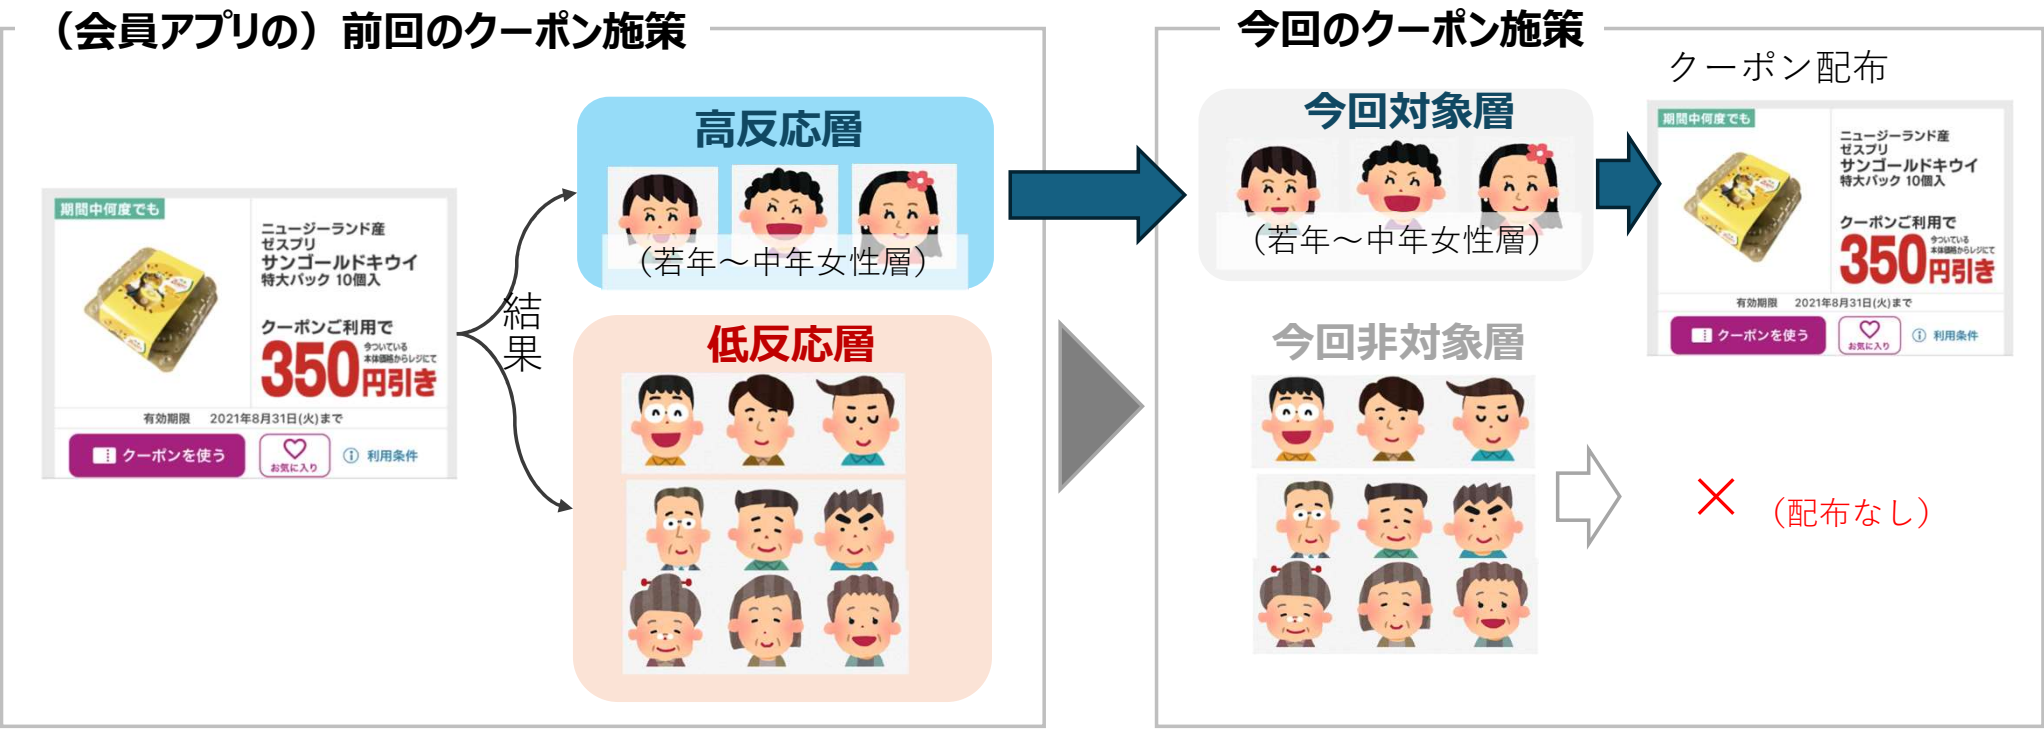 （会員アプリの）前回のクーポン施策
期間中何度でも
ニュージーランド産
ゼスプリ
サンゴールドキウイ
特大パック 10個入
クーポンご利用で
350円引き
今ついている
本体価格からレジにて
有効期限　2021年8月31日(火)まで
クーポンを使う
お気に入り
利用条件
結果
高反応層
（若年～中年女性層）
低反応層
今回のクーポン施策
今回対象層
（若年～中年女性層）
クーポン配布
期間中何度でも
ニュージーランド産
ゼスプリ
サンゴールドキウイ
特大パック 10個入
クーポンご利用で
350円引き
今ついている
本体価格からレジにて
有効期限　2021年8月31日(火)まで
クーポンを使う
お気に入り
利用条件
今回非対象層
×（配布なし）